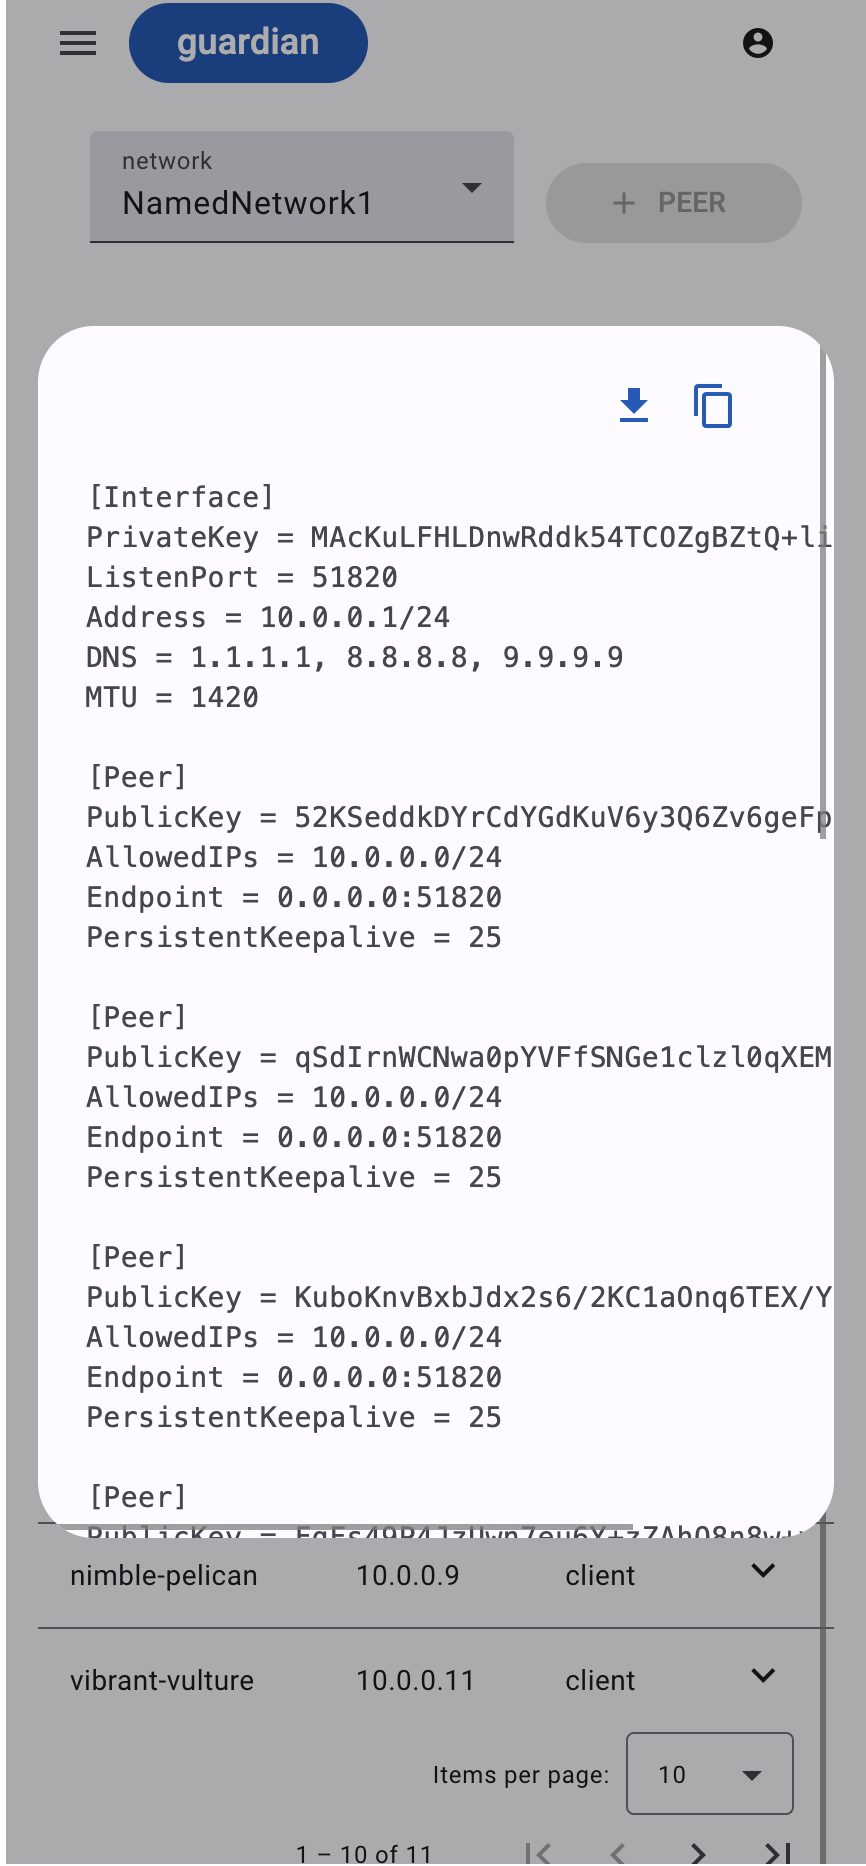 guardian
network
NamedNetwork1
+ PEER
[Interface]
PrivateKey = MAcKuLFHLDnwRddk54TCOZgBZtQ+li
ListenPort = 51820
Address = 10.0.0.1/24
DNS = 1.1.1.1, 8.8.8.8, 9.9.9.9
MTU = 1420
[Peer]
PublicKey = 52KSeddkDYrCdYGdKuV6y3Q6Zv6geFp
AllowedIPs = 10.0.0.0/24
Endpoint = 0.0.0.0:51820
PersistentKeepalive = 25
[Peer]
PublicKey = qSdIrnWCNwa0pYVFfSNGe1clzl0qXEM
AllowedIPs = 10.0.0.0/24
Endpoint = 0.0.0.0:51820
PersistentKeepalive = 25
[Peer]
PublicKey = KuboKnvBxbJdx2s6/2KC1aOnq6TEX/Y
AllowedIPs = 10.0.0.0/24
Endpoint = 0.0.0.0:51820
PersistentKeepalive = 25
[Peer]
PublicKey =
nimble-pelican 10.0.0.9 client
vibrant-vulture 10.0.0.11 client
Items per page: 10
1 – 10 of 11